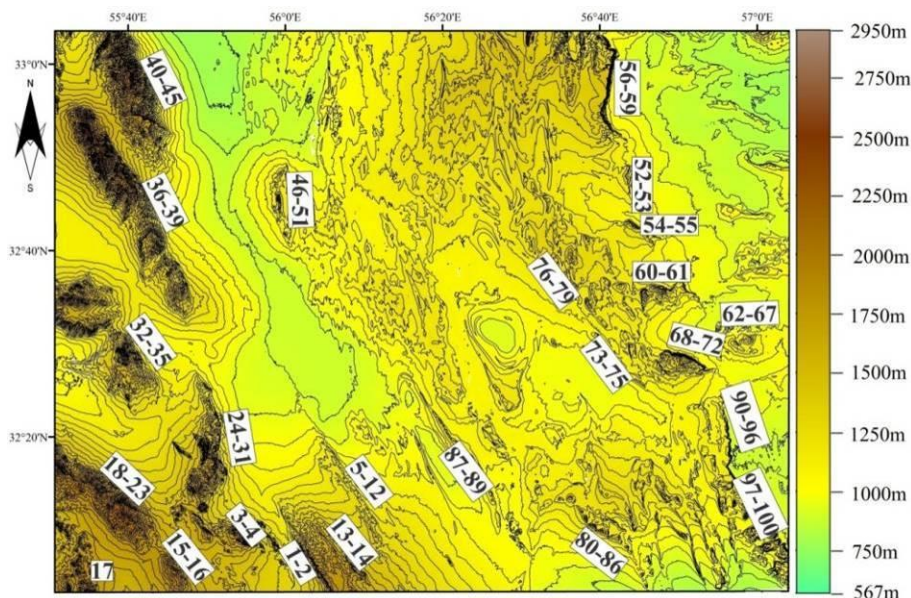 55°40'E 56°0'E 56°20'E 56°40'E 57°0'E
33°0'N
32°40'N
32°20'N
N
S
40-45
36-39
46-51
56-59
52-53
54-55
60-61
62-67
68-72
76-79
73-75
32-35
24-31
18-23
5-12
87-89
90-96
97-100
3-4
1-2
13-14
15-16
17
80-86
2950m
2750m
2500m
2250m
2000m
1750m
1500m
1250m
1000m
750m
567m